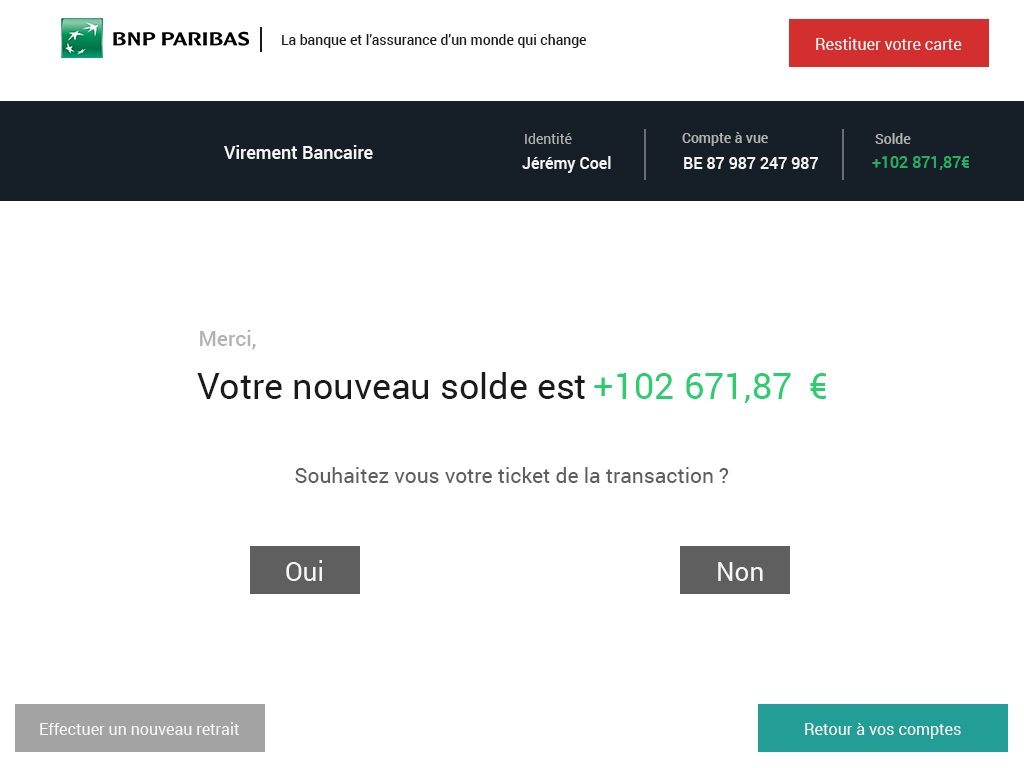 BNP PARIBAS
La banque et l'assurance d'un monde qui change
Restituer votre carte
Virement Bancaire
Identité
Jérémy Coel
Compte à vue
BE 87 987 247 987
Solde
+102 871,87€
Merci,
Votre nouveau solde est +102 671,87 €
Souhaitez vous votre ticket de la transaction ?
Oui
Non
Effectuer un nouveau retrait
Retour à vos comptes